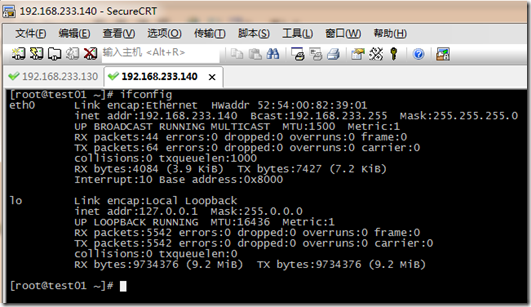 192.168.233.140 - SecureCRT
文件(F) 编辑(E) 查看(V) 选项(O) 传输(T) 脚本(S) 工具(L) 窗口(W) 帮助(H)
输入主机 <Alt+R>
192.168.233.130 192.168.233.140 ×
[root@test01 ~]# ifconfig
eth0 Link encap:Ethernet HWaddr 52:54:00:82:39:01
inet addr:192.168.233.140 Bcast:192.168.233.255 Mask:255.255.255.0
UP BROADCAST RUNNING MULTICAST MTU:1500 Metric:1
RX packets:44 errors:0 dropped:0 overruns:0 frame:0
TX packets:64 errors:0 dropped:0 overruns:0 carrier:0
collisions:0 txqueuelen:1000
RX bytes:4084 (3.9 KiB) TX bytes:7427 (7.2 KiB)
Interrupt:10 Base address:0x8000
lo Link encap:Local Loopback
inet addr:127.0.0.1 Mask:255.0.0.0
UP LOOPBACK RUNNING MTU:16436 Metric:1
RX packets:5542 errors:0 dropped:0 overruns:0 frame:0
TX packets:5542 errors:0 dropped:0 overruns:0 carrier:0
collisions:0 txqueuelen:0
RX bytes:9734376 (9.2 MiB) TX bytes:9734376 (9.2 MiB)
[root@test01 ~]#